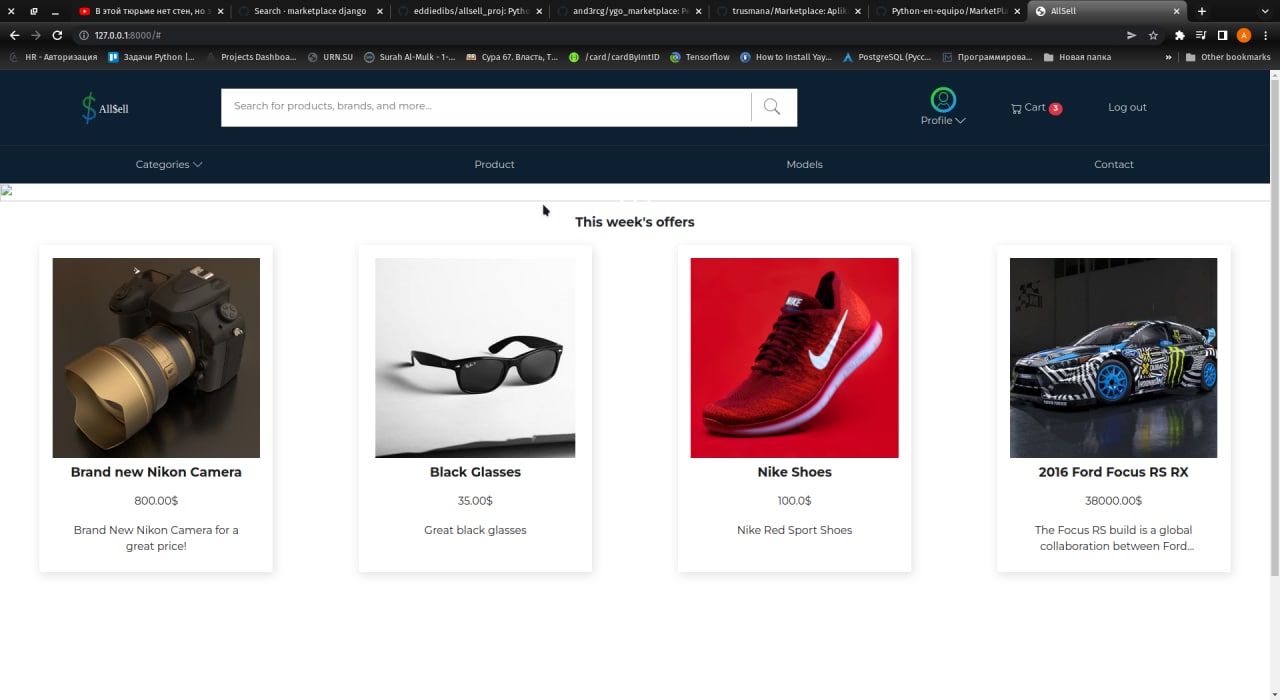 В этой тюрьме нет стен, но з
Search · marketplace django
eddiedibs/allsell_proj: Pytho
and3rcg/ygo_marketplace: Pe
trusmana/Marketplace: Aplik
Python-en-equipo/MarketPla
AllSell
127.0.0.1:8000/#
A
HR - Авторизация
Задачи Python |...
Projects Dashboa...
URN.SU
Surah Al-Mulk - 1-...
Сура 67. Власть, Т...
/card/cardByImtID
Tensorflow
How to Install Yay...
PostgreSQL (Русс...
Программирова...
Новая папка
»
Other bookmarks
All$ell
Search for products, brands, and more...
Profile
Cart 3
Log out
Categories
Product
Models
Contact
This week's offers
NIKE
Brand new Nikon Camera
Black Glasses
Nike Shoes
2016 Ford Focus RS RX
800.00$
35.00$
100.0$
38000.00$
Brand New Nikon Camera for a
great price!
Great black glasses
Nike Red Sport Shoes
The Focus RS build is a global
collaboration between Ford...